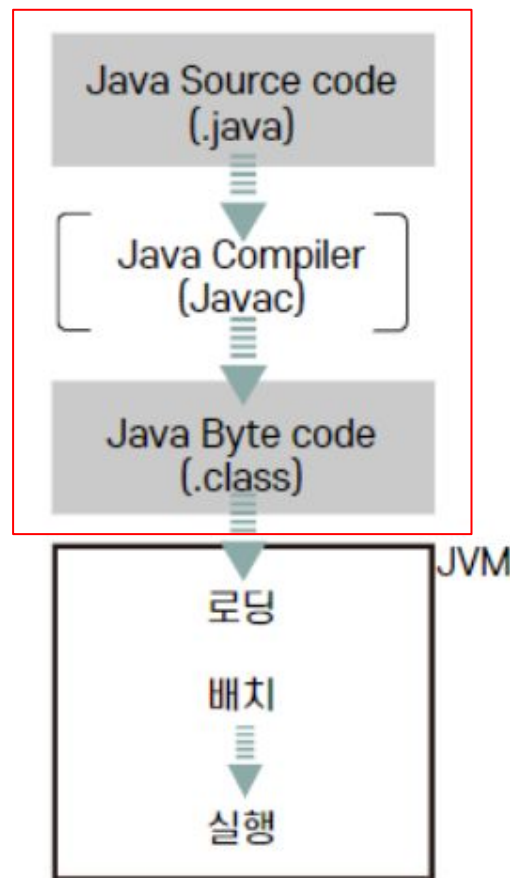 Java Source code
(.java)
Java Compiler
(Javac)
Java Byte code
(.class)
JVM
로딩
배치
실행